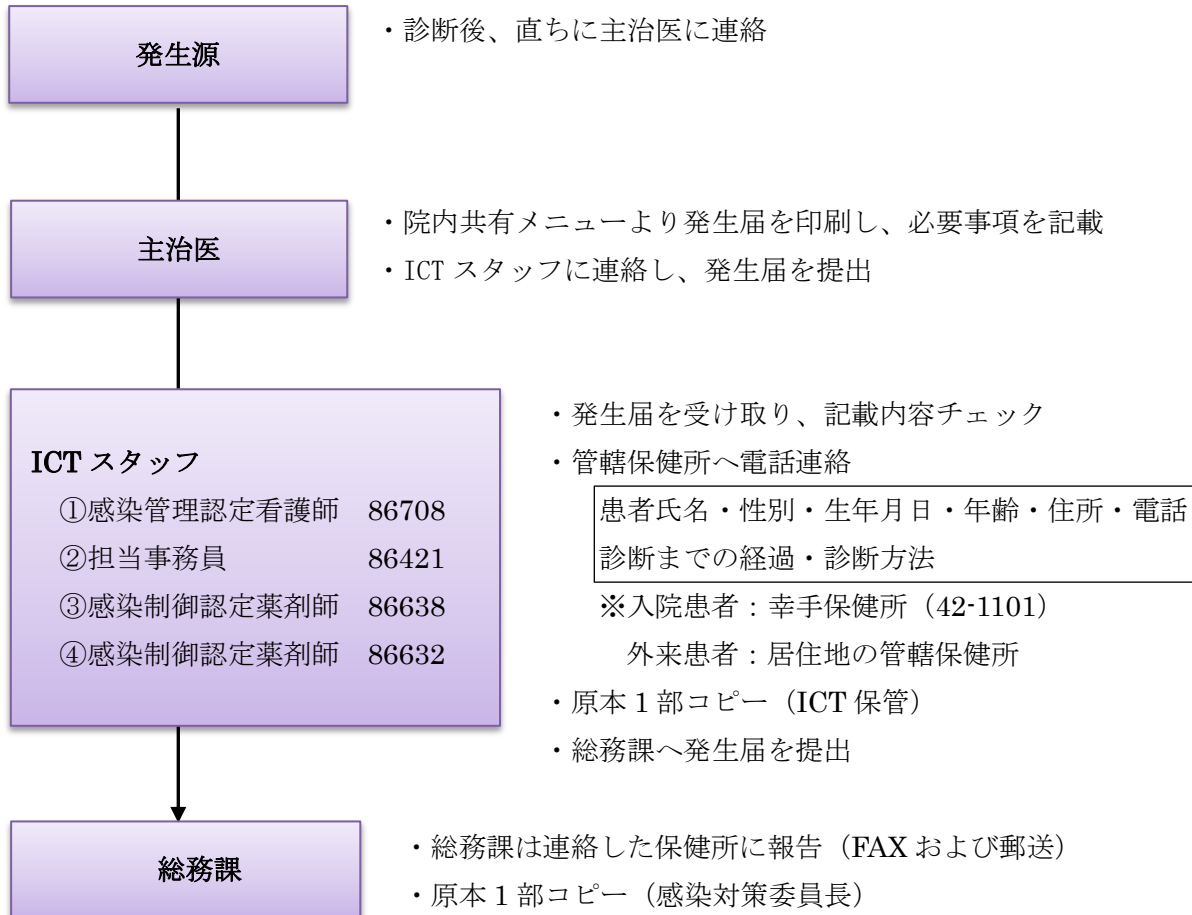 発生源
・診断後、直ちに主治医に連絡
主治医
・院内共有メニューより発生届を印刷し、必要事項を記載
・ICT スタッフに連絡し、発生届を提出
ICT スタッフ
①感染管理認定看護師 86708
②担当事務員 86421
③感染制御認定薬剤師 86638
④感染制御認定薬剤師 86632
・発生届を受け取り、記載内容チェック
・管轄保健所へ電話連絡
患者氏名・性別・生年月日・年齢・住所・電話
診断までの経過・診断方法
※入院患者：幸手保健所（42-1101）
外来患者：居住地の管轄保健所
・原本 1 部コピー（ICT 保管）
・総務課へ発生届を提出
総務課
・総務課は連絡した保健所に報告（FAX および郵送）
・原本 1 部コピー（感染対策委員長）